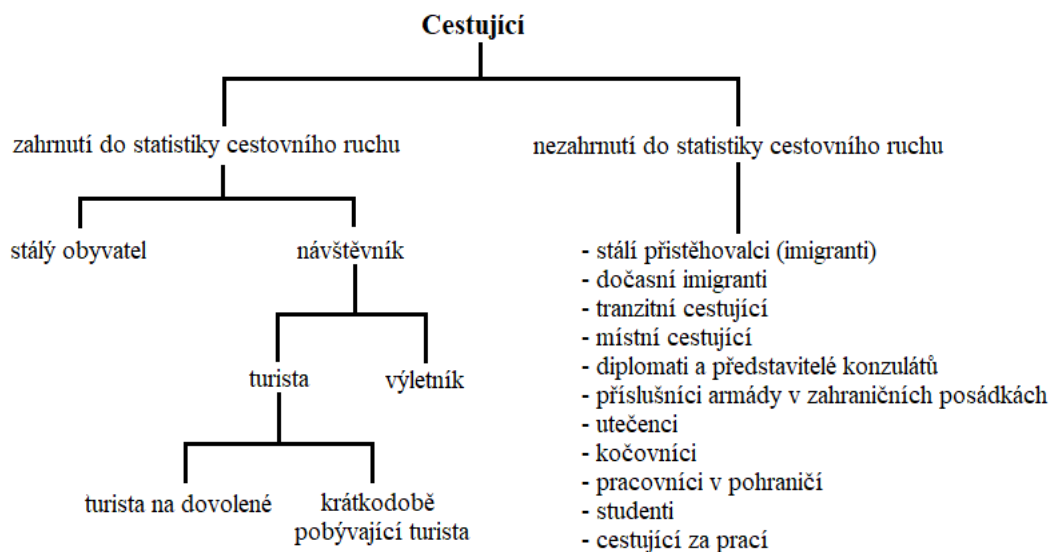 Cestující
zahrnutí do statistiky cestovního ruchu
nezahrnutí do statistiky cestovního ruchu
stálý obyvatel
návštěvník
turista
výletník
turista na dovolené
krátkodobě
pobývající turista
- stálí přistěhovalci (imigranti)
- dočasní imigranti
- tranzitní cestující
- místní cestující
- diplomati a představitelé konzulátů
- příslušníci armády v zahraničních posádkách
- utečenci
- kočovníci
- pracovníci v pohraničí
- studenti
- cestující za prací